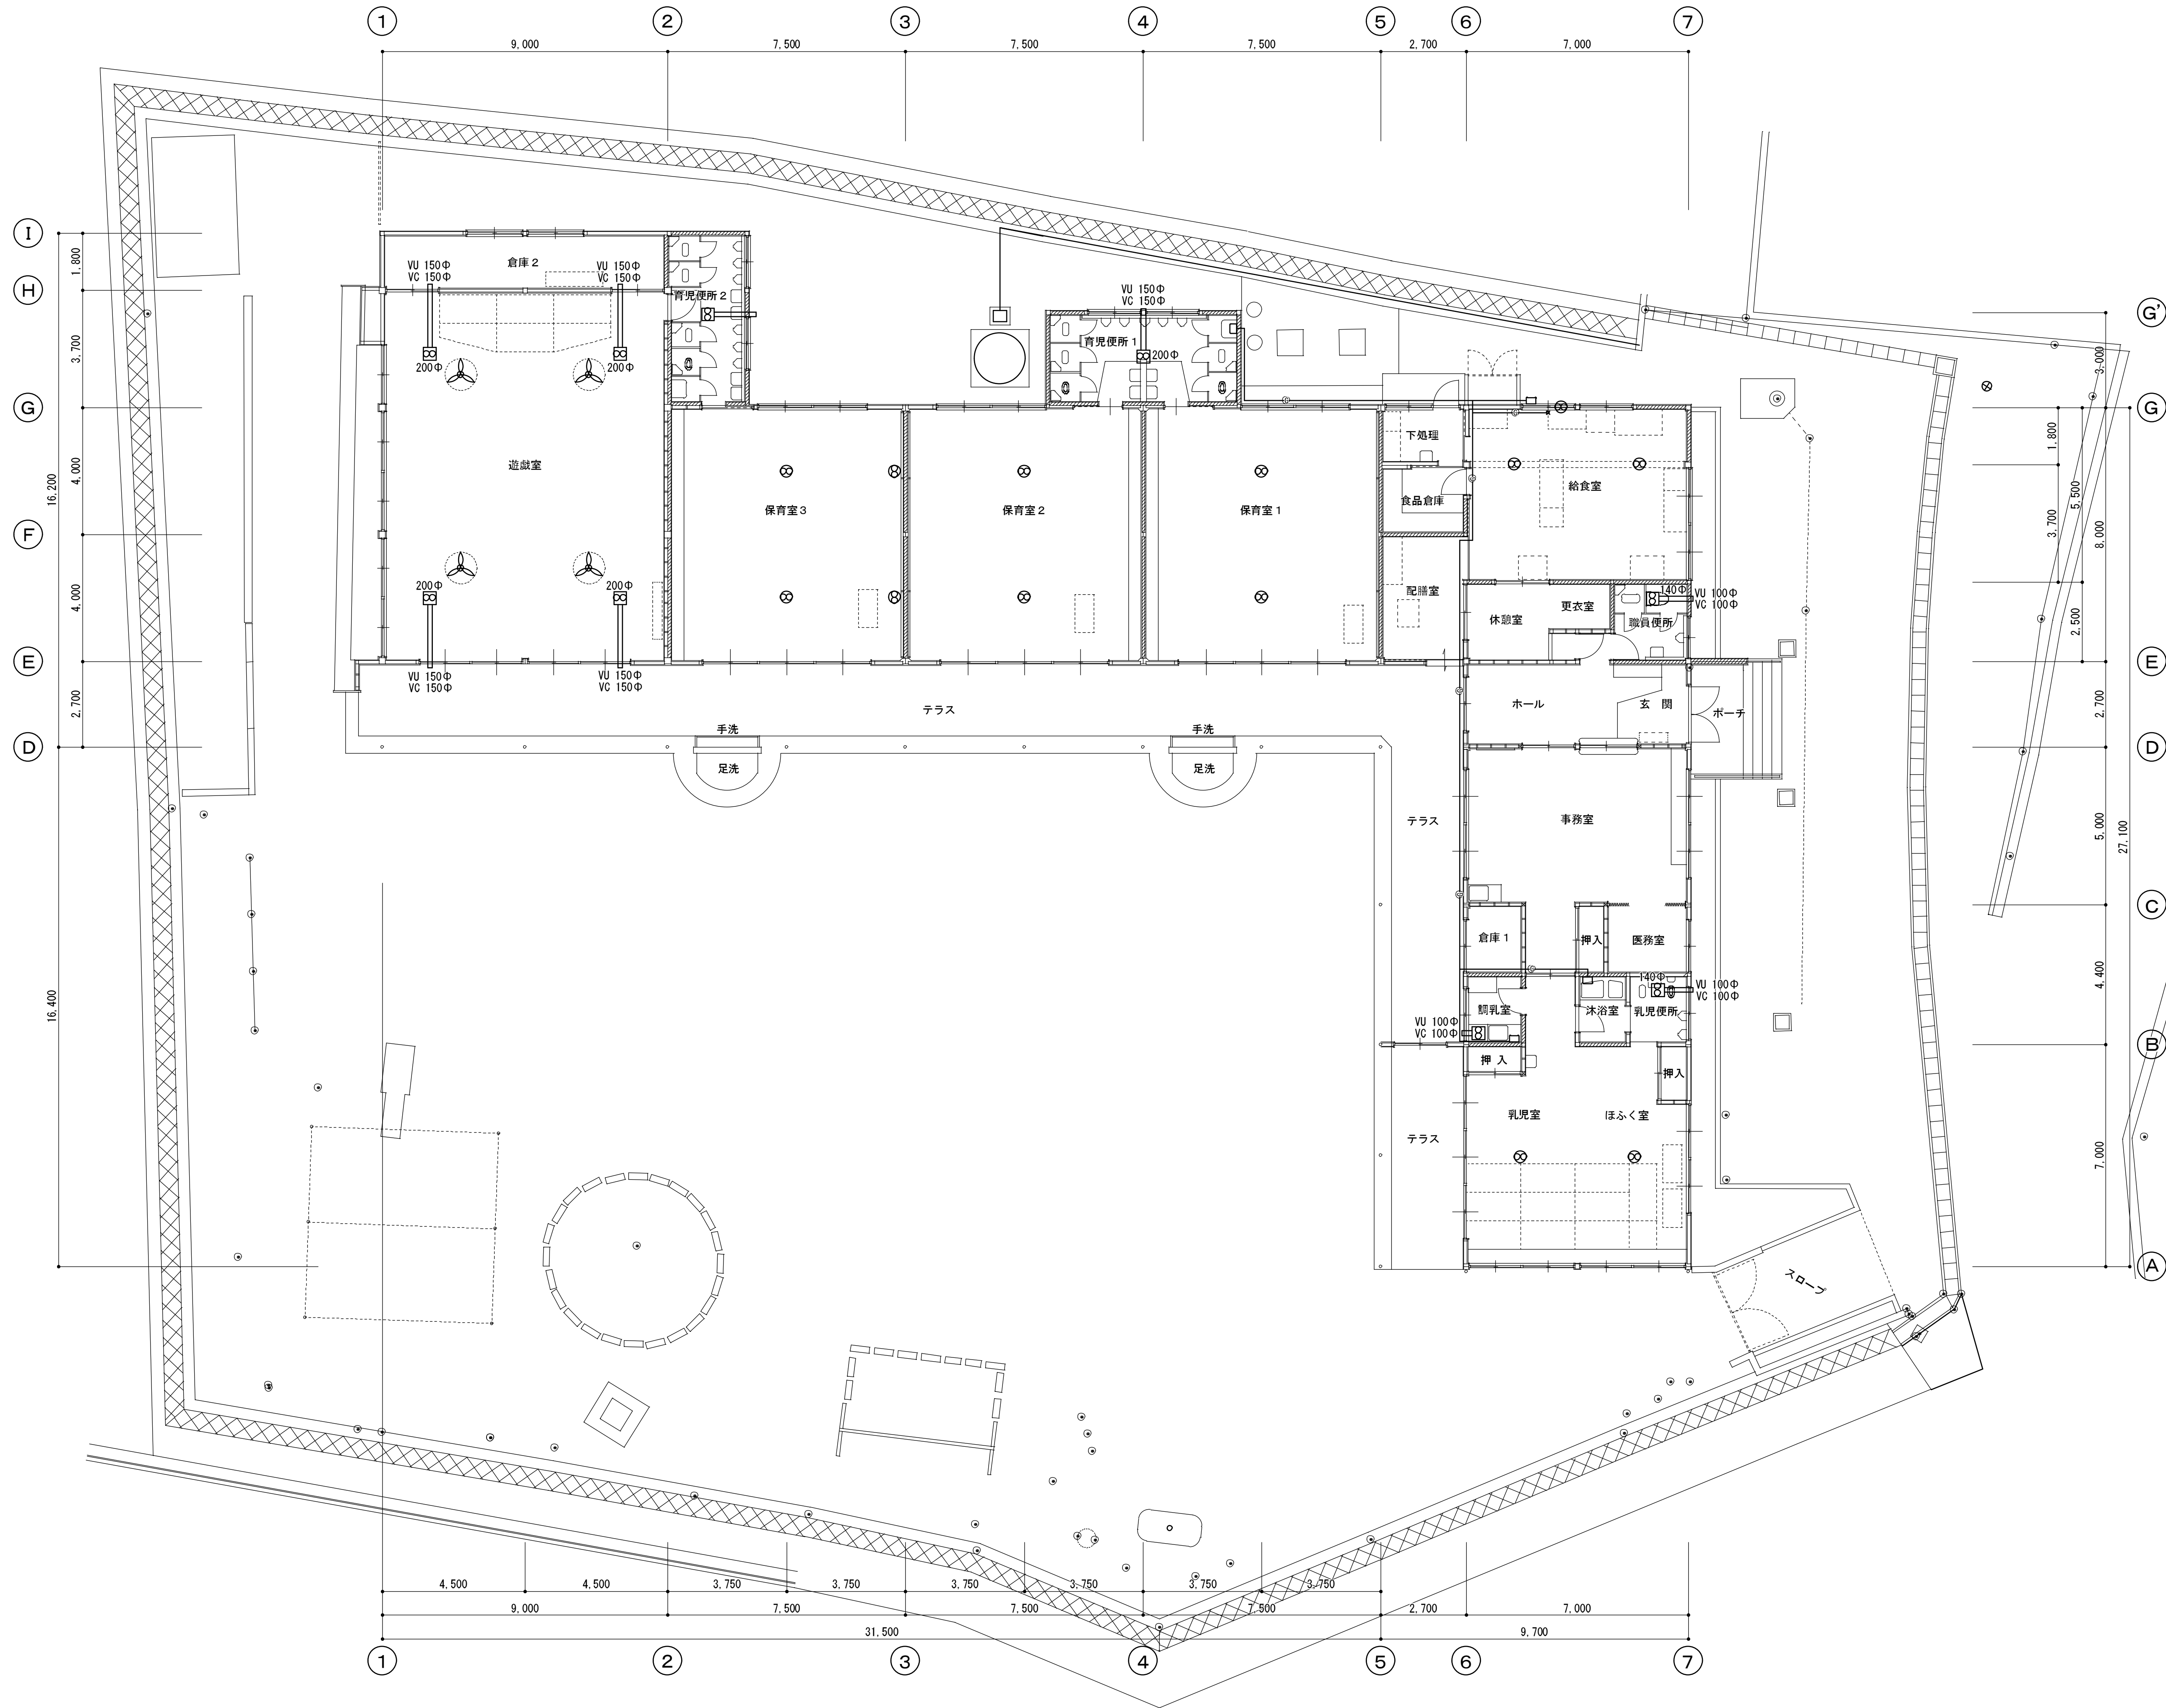 1 2 3 4 5 6 7
9,000 7,500 7,500 7,500 2,700 7,000
I
H
G
F
E
D
1,800
3,700
4,000
4,000
2,700
16,200
16,400
G'
G
E
D
C
B
A
3,000
1,800
3,700
5,500
2,500
8,000
2,700
5,000
4,400
7,000
27,100
倉庫2
VU 150Φ
VC 150Φ
VU 150Φ
VC 150Φ
200Φ
200Φ
育児便所2
VU 150Φ
VC 150Φ
育児便所1
200Φ
遊戯室
保育室3
保育室2
保育室1
下処理
食品倉庫
給食室
配膳室
200Φ
200Φ
VU 150Φ
VC 150Φ
VU 150Φ
VC 150Φ
休憩室
更衣室
職員便所
140Φ
VU 100Φ
VC 100Φ
テラス
ホール
玄 関
ポーチ
手洗
足洗
手洗
足洗
テラス
事務室
倉庫1
押入
医務室
140Φ
VU 100Φ
VC 100Φ
調乳室
沐浴室
乳児便所
VU 100Φ
VC 100Φ
押 入
押入
乳児室
ほふく室
テラス
スロープ
4,500 4,500 3,750 3,750 3,750 3,750 3,750 3,750
9,000 7,500 7,500 7,500 2,700 7,000
31,500 9,700
1 2 3 4 5 6 7